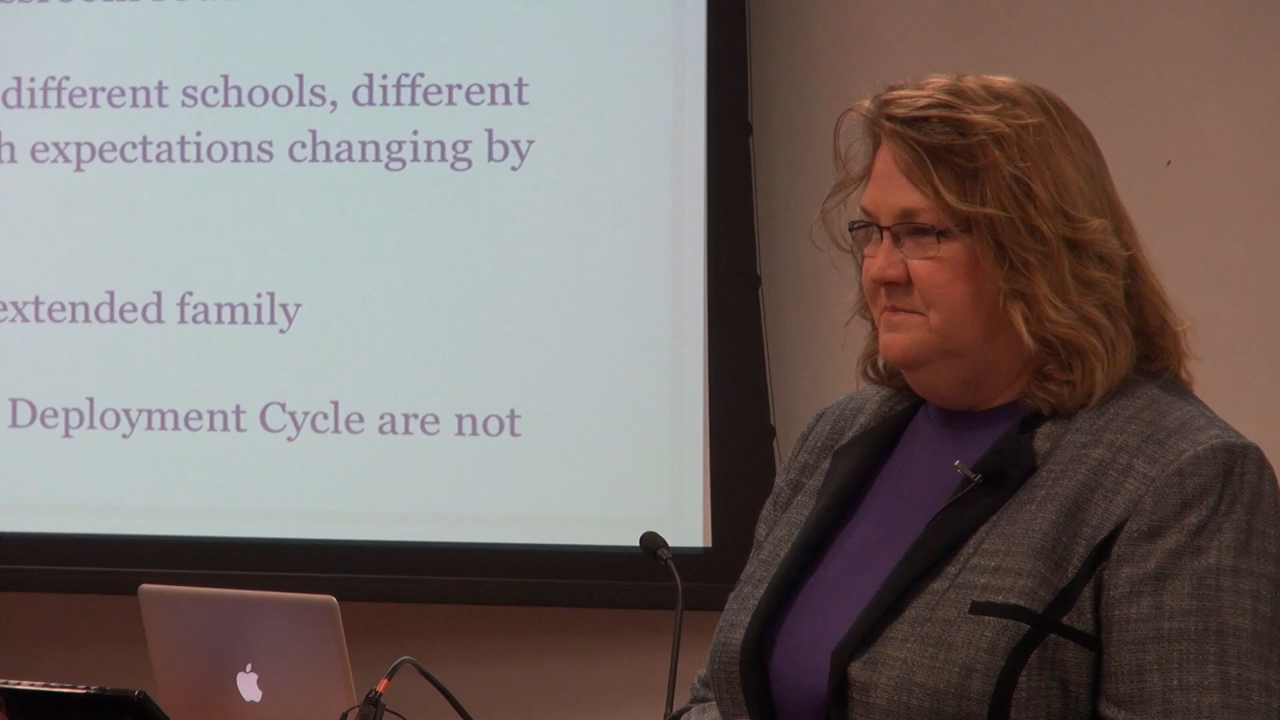 different schools, different
expectations changing by
extended family
Deployment Cycle are not